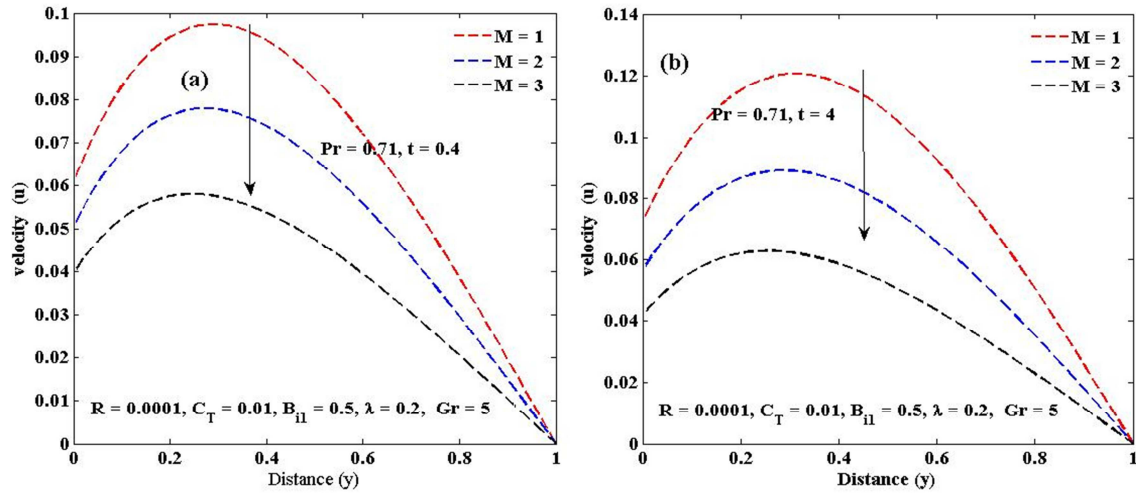 0.1
0.09
0.08
0.07
0.06
0.05
0.04
0.03
0.02
0.01
0
velocity (u)
(a)
M = 1
M = 2
M = 3
Pr = 0.71, t = 0.4
R = 0.0001, C_T = 0.01, B_i1 = 0.5, λ = 0.2, Gr = 5
0 0.2 0.4 0.6 0.8 1
Distance (y)
0.14
0.12
0.1
0.08
0.06
0.04
0.02
0
velocity (u)
(b)
M = 1
M = 2
M = 3
Pr = 0.71, t = 4
R = 0.0001, C_T = 0.01, B_i1 = 0.5, λ = 0.2, Gr = 5
0 0.2 0.4 0.6 0.8 1
Distance (y)